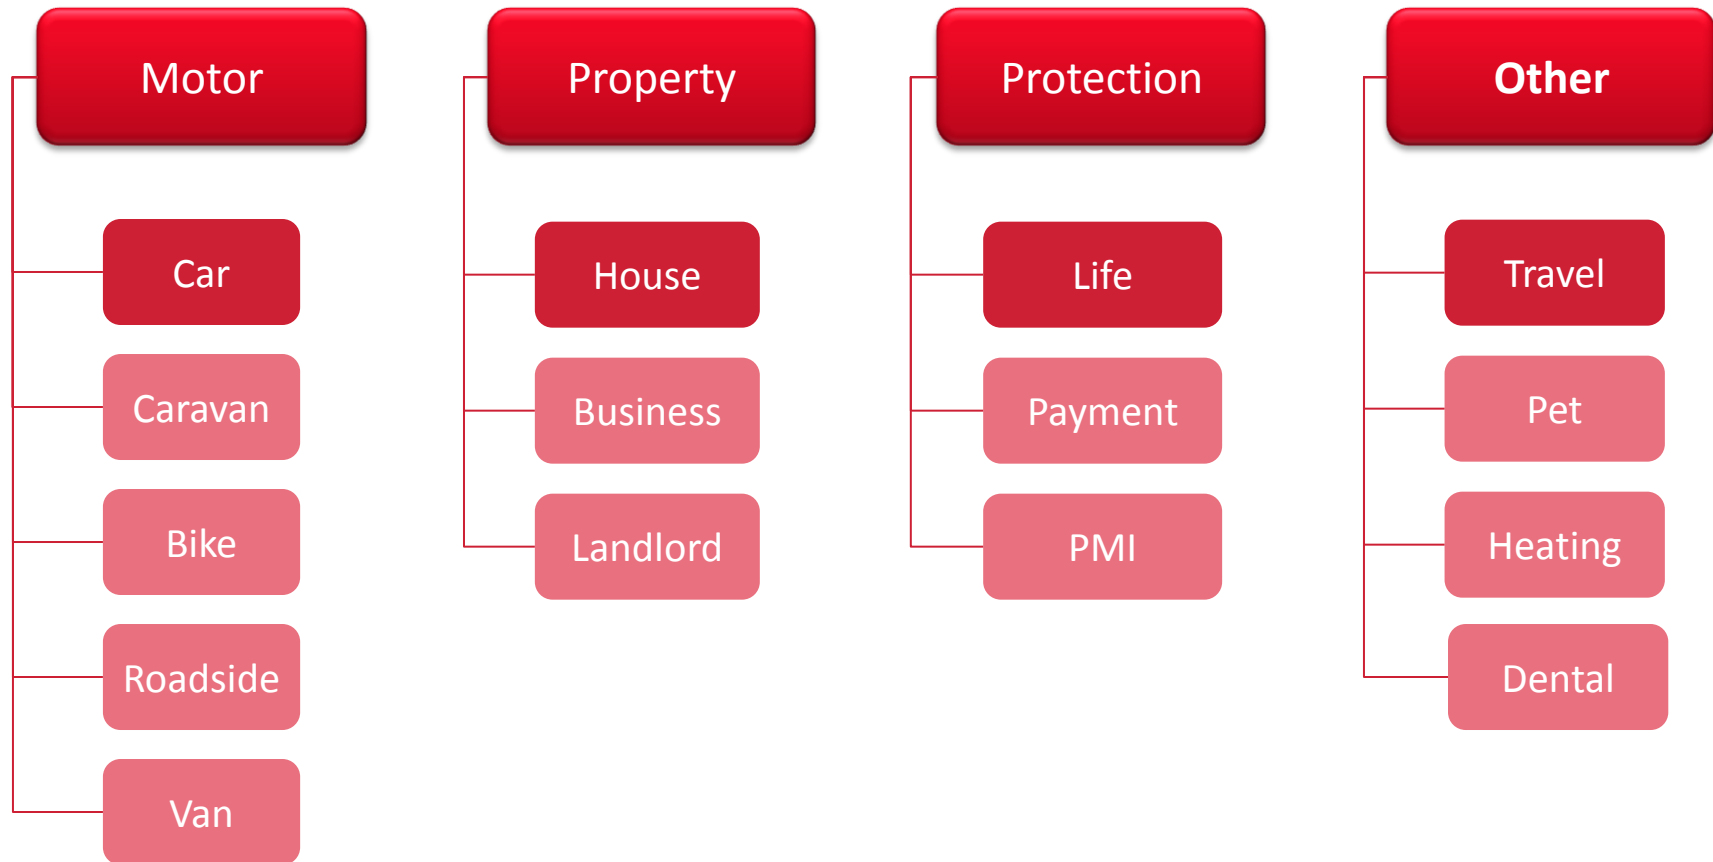 Motor
Car
Caravan
Bike
Roadside
Van
Property
House
Business
Landlord
Protection
Life
Payment
PMI
Other
Travel
Pet
Heating
Dental